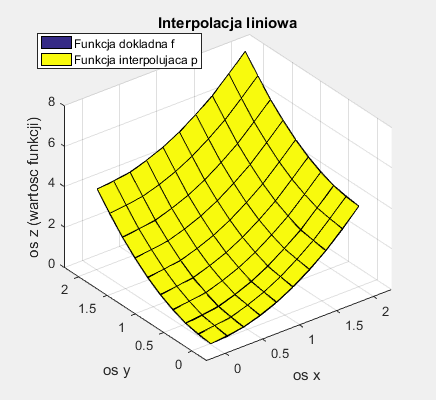 Interpolacja liniowa
Funkcja dokladna f
Funkcja interpolujaca p
8
6
4
2
0
os z (wartosc funkcji)
2
1.5
1
0.5
0
os y
0
0.5
1
1.5
2
os x